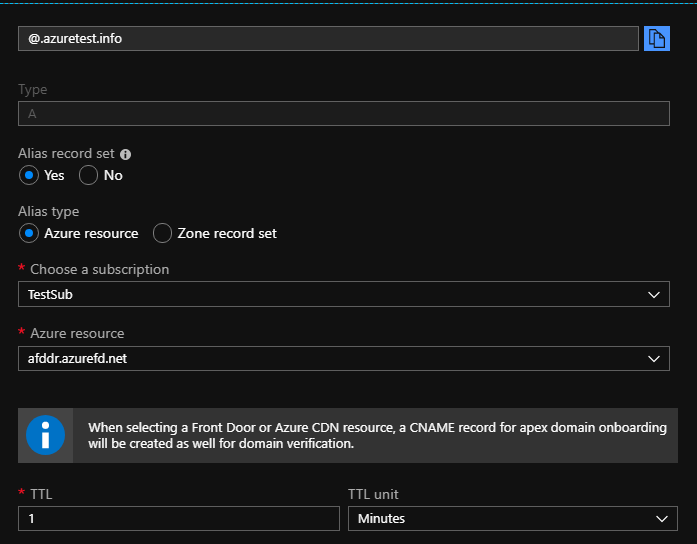 @.azuretest.info
Type
A
Alias record set
Yes No
Alias type
Azure resource Zone record set
* Choose a subscription
TestSub
* Azure resource
afddr.azurefd.net
When selecting a Front Door or Azure CDN resource, a CNAME record for apex domain onboarding
will be created as well for domain verification.
* TTL TTL unit
1 Minutes